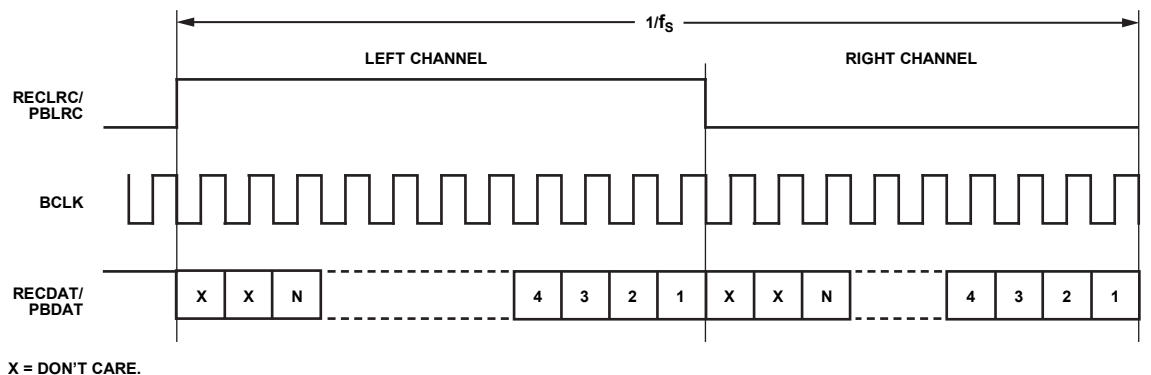 1/fS
LEFT CHANNEL RIGHT CHANNEL
RECLRC/
PBLRC
BCLK
RECDAT/
PBDAT
X X N 4 3 2 1 X X N 4 3 2 1
X = DON'T CARE.